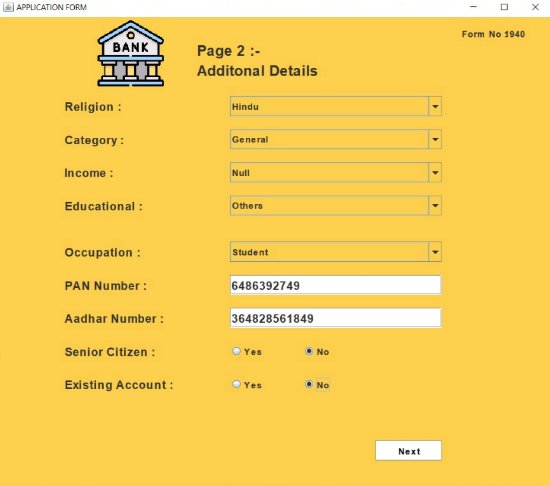 APPLICATION FORM
Form No 1940
BANK
Page 2 :-
Additonal Details
Religion : Hindu
Category : General
Income : Null
Educational : Others
Occupation : Student
PAN Number : 6486392749
Aadhar Number : 364828561849
Senior Citizen : Yes No
Existing Account : Yes No
Next